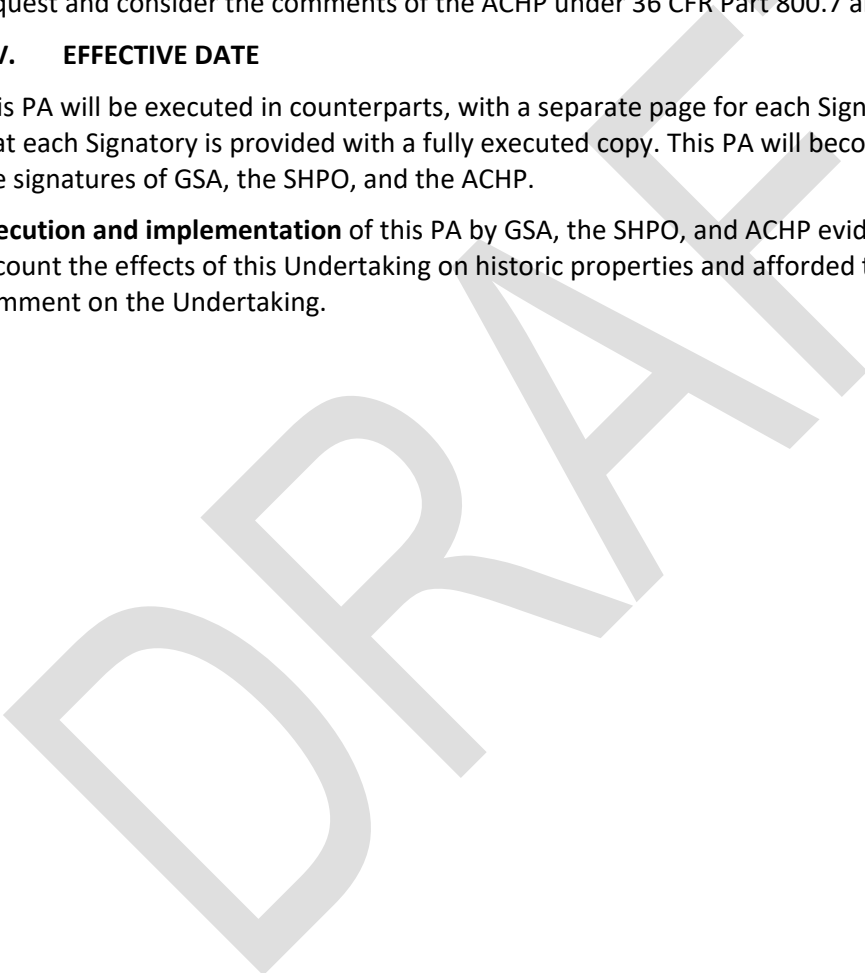 quest and consider the comments of the ACHP under 36 CFR Part 800.7 a
V. EFFECTIVE DATE
is PA will be executed in counterparts, with a separate page for each Sign
at each Signatory is provided with a fully executed copy. This PA will beco
e signatures of GSA, the SHPO, and the ACHP.
ecution and implementation of this PA by GSA, the SHPO, and ACHP evid
count the effects of this Undertaking on historic properties and afforded t
mment on the Undertaking.
DRAF